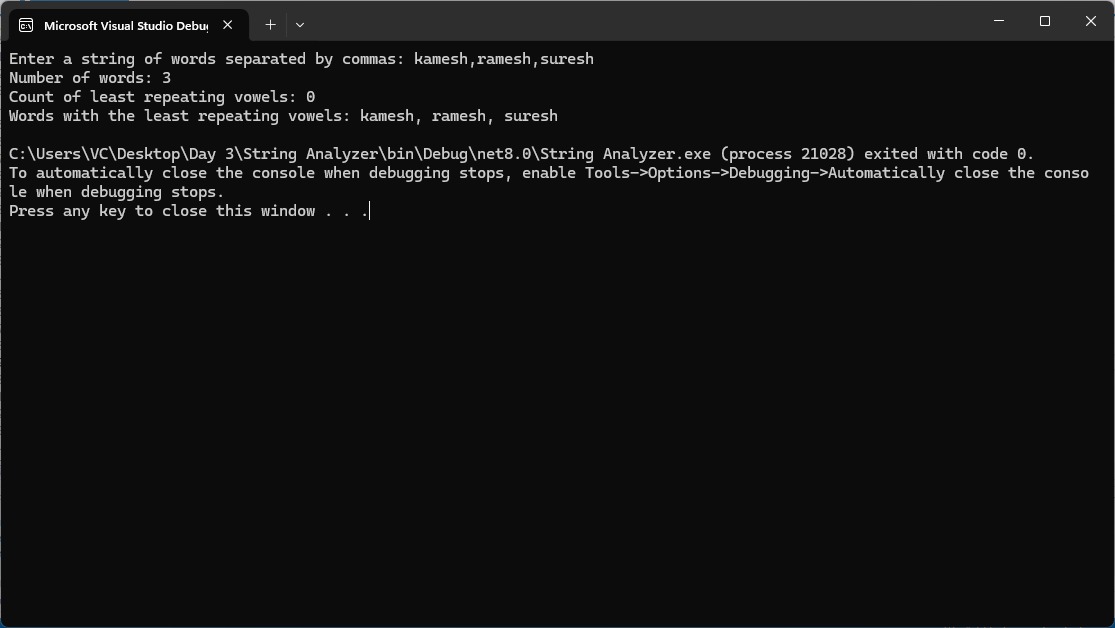 Microsoft Visual Studio Debug
Enter a string of words separated by commas: kamesh,ramesh,suresh
Number of words: 3
Count of least repeating vowels: 0
Words with the least repeating vowels: kamesh, ramesh, suresh
C:\Users\VC\Desktop\Day 3\String Analyzer\bin\Debug\net8.0\String Analyzer.exe (process 21028) exited with code 0.
To automatically close the console when debugging stops, enable Tools->Options->Debugging->Automatically close the conso
le when debugging stops.
Press any key to close this window . . .